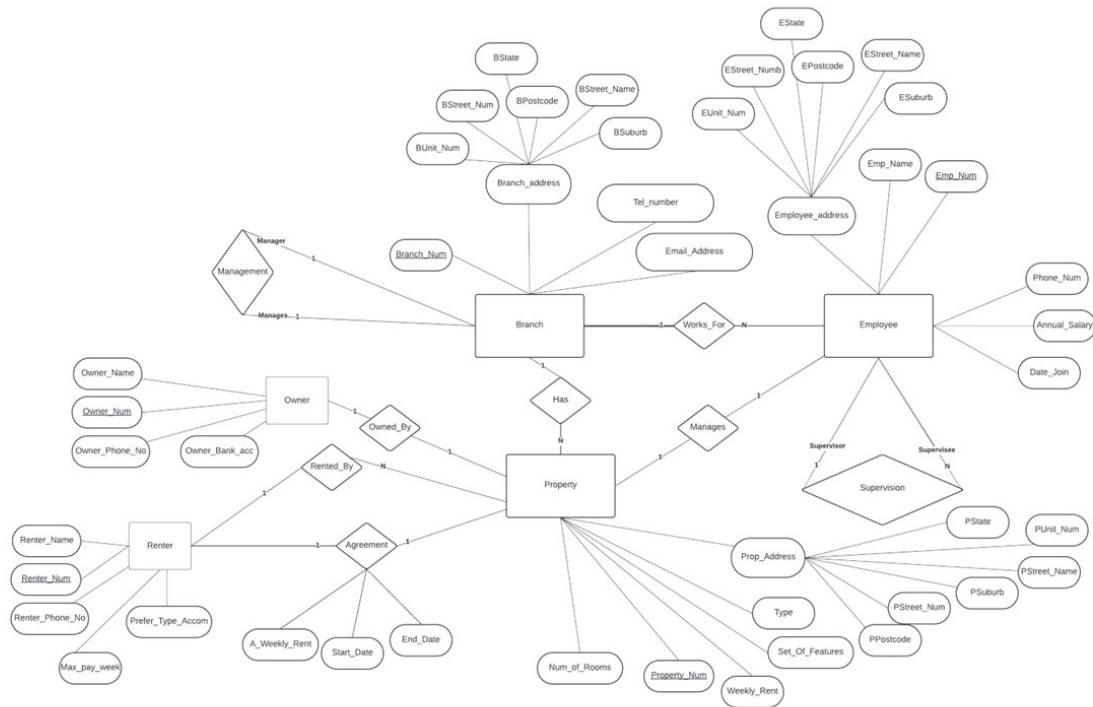 EState
BState
EStreet_Numb
EPostcode
EStreet_Name
BStreet_Num
BPostcode
BStreet_Name
EUnit_Num
ESuburb
BUnit_Num
BSuburb
Branch_address
Emp_Name
Emp_Num
Tel_number
Employee_address
Manager
1
Branch_Num
Email_Address
Management
Phone_Num
Manages
1
Branch
1
Works_For
N
Employee
Annual_Salary
1
Owner_Name
Date_Join
Owner
Has
1
Owner_Num
1
Owned_By
Manages
Owner_Phone_No
Owner_Bank_acc
N
1
Supervisor
Supervisee
Rented_By
N
1
1
N
Property
Supervision
1
PState
Renter_Name
Renter
1
Agreement
1
Prop_Address
PUnit_Num
Renter_Num
PStreet_Name
PSuburb
Renter_Phone_No
Prefer_Type_Accom
Type
PStreet_Num
End_Date
A_Weekly_Rent
Start_Date
Set_Of_Features
PPostcode
Max_pay_week
Num_of_Rooms
Property_Num
Weekly_Rent